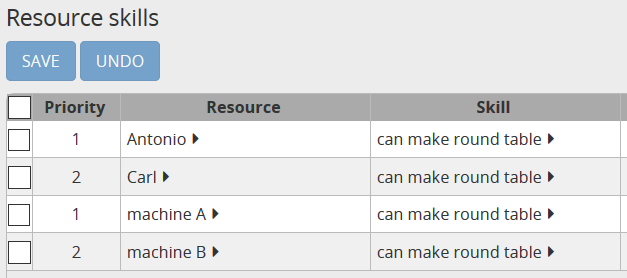 Resource skills
SAVE UNDO
Priority Resource Skill
1 Antonio can make round table
2 Carl can make round table
1 machine A can make round table
2 machine B can make round table